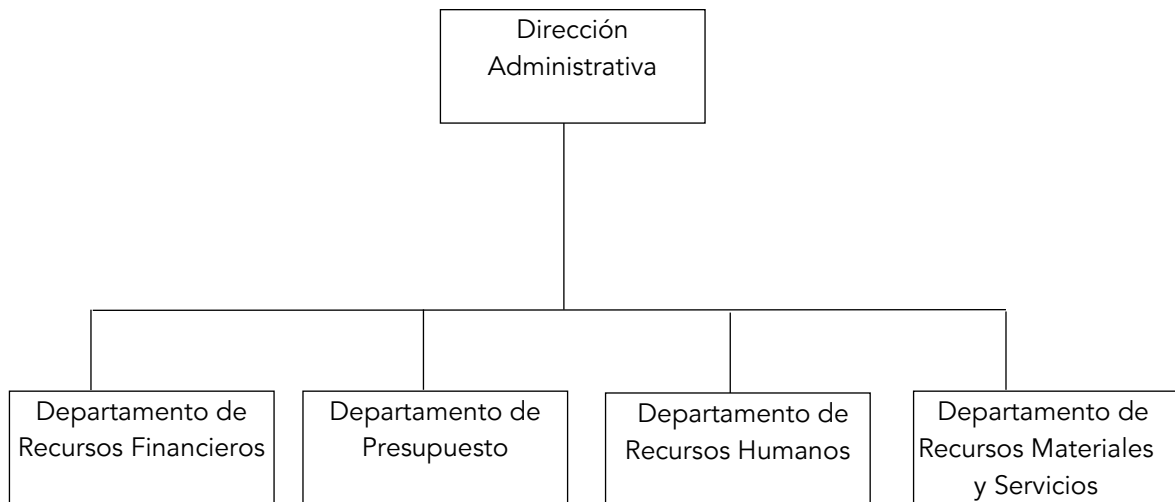 Dirección
Administrativa
Departamento de
Recursos Financieros
Departamento de
Presupuesto
Departamento de
Recursos Humanos
Departamento de
Recursos Materiales
y Servicios